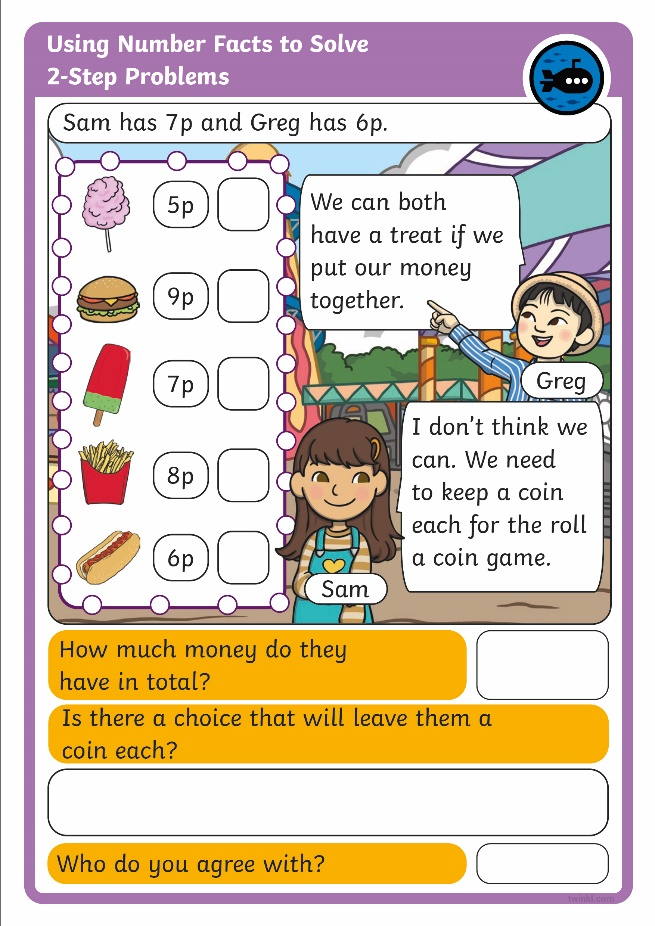 Using Number Facts to Solve
2-Step Problems
Sam has 7p and Greg has 6p.
5p
9p
7p
8p
6p
We can both
have a treat if we
put our money
together.
Greg
I don't think we
can. We need
to keep a coin
each for the roll
a coin game.
Sam
How much money do they
have in total?
Is there a choice that will leave them a
coin each?
Who do you agree with?
twinkl.com